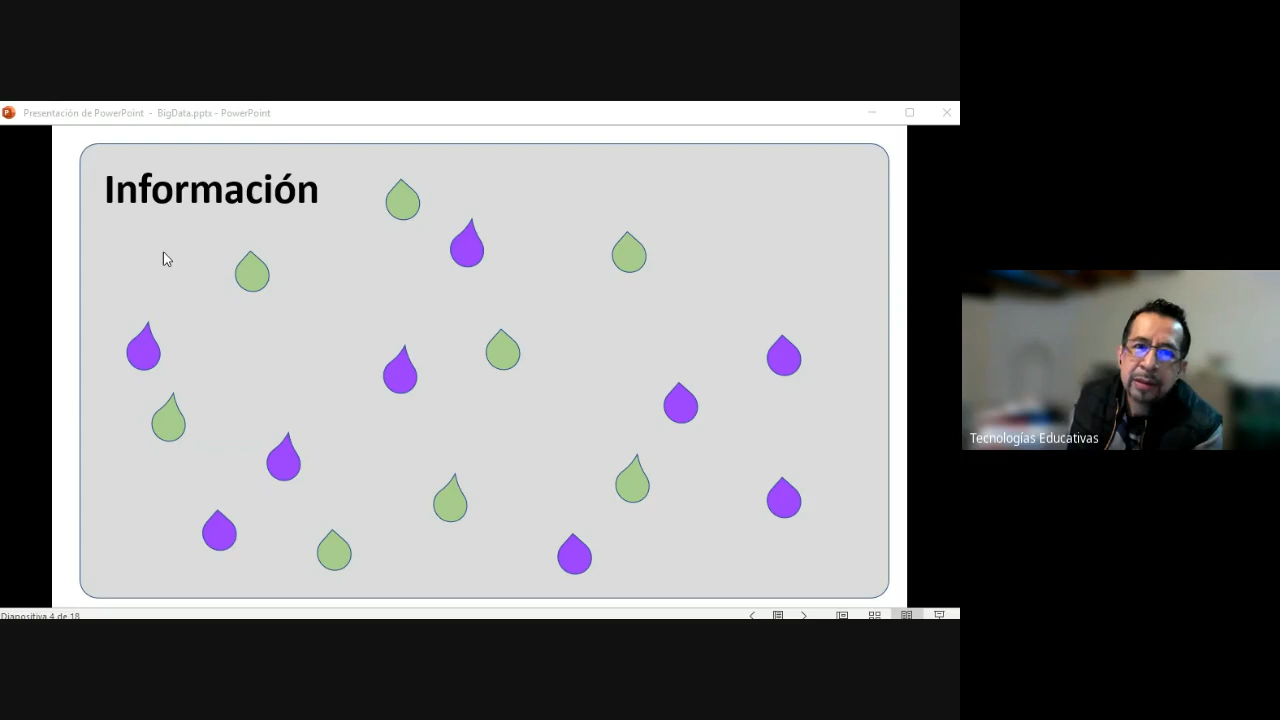 Presentación de PowerPoint - BigData.pptx - PowerPoint
Información
Tecnologías Educativas
Diapositiva 4 de 18